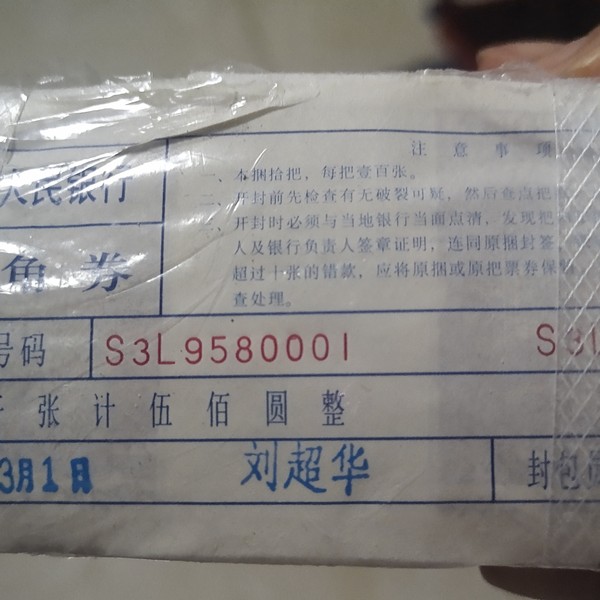 注意事项
人民银行
一、本捆拾把，每把壹百张。
二、开封前先检查有无破裂可疑，然后查点把
三、开封时必须与当地银行当面点清，发现把
人及银行负责人签章证明，连同原捆封签、
超过十张的错款，应将原捆或原把票券保
查处理。
角券
号码 S3L9580001 S3L
张计伍佰圆整
3月1日 刘超华 封包